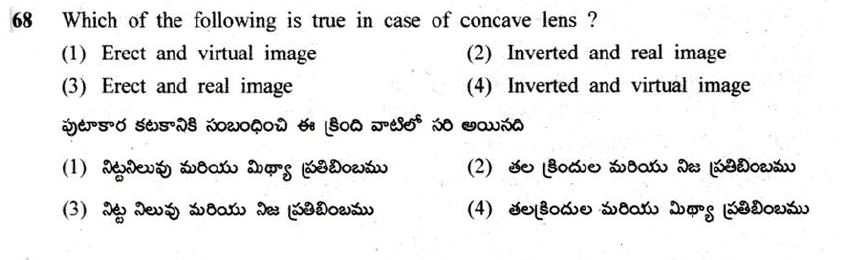 68 Which of the following is true in case of concave lens ?
(1) Erect and virtual image (2) Inverted and real image
(3) Erect and real image (4) Inverted and virtual image
పుటాకార కటకానికి సంబంధించి ఈ క్రింది వాటిలో సరి అయినది
(1) నిట్టనిలువు మరియు మిథ్యా ప్రతిబింబము (2) తల క్రిందుల మరియు నిజ ప్రతిబింబము
(3) నిట్ట నిలువు మరియు నిజ ప్రతిబింబము (4) తలక్రిందుల మరియు మిథ్యా ప్రతిబింబము